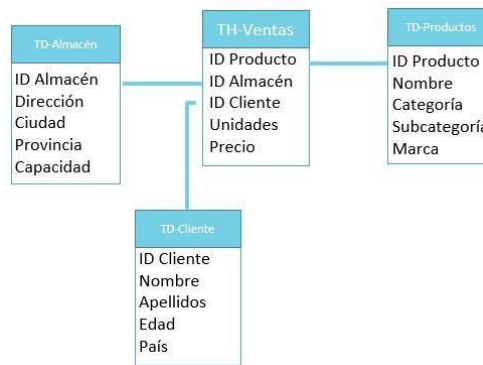 TD-Almacén
ID Almacén
Dirección
Ciudad
Provincia
Capacidad
TH-Ventas
ID Producto
ID Almacén
ID Cliente
Unidades
Precio
TD-Productos
ID Producto
Nombre
Categoría
Subcategoría
Marca
TD-Cliente
ID Cliente
Nombre
Apellidos
Edad
País